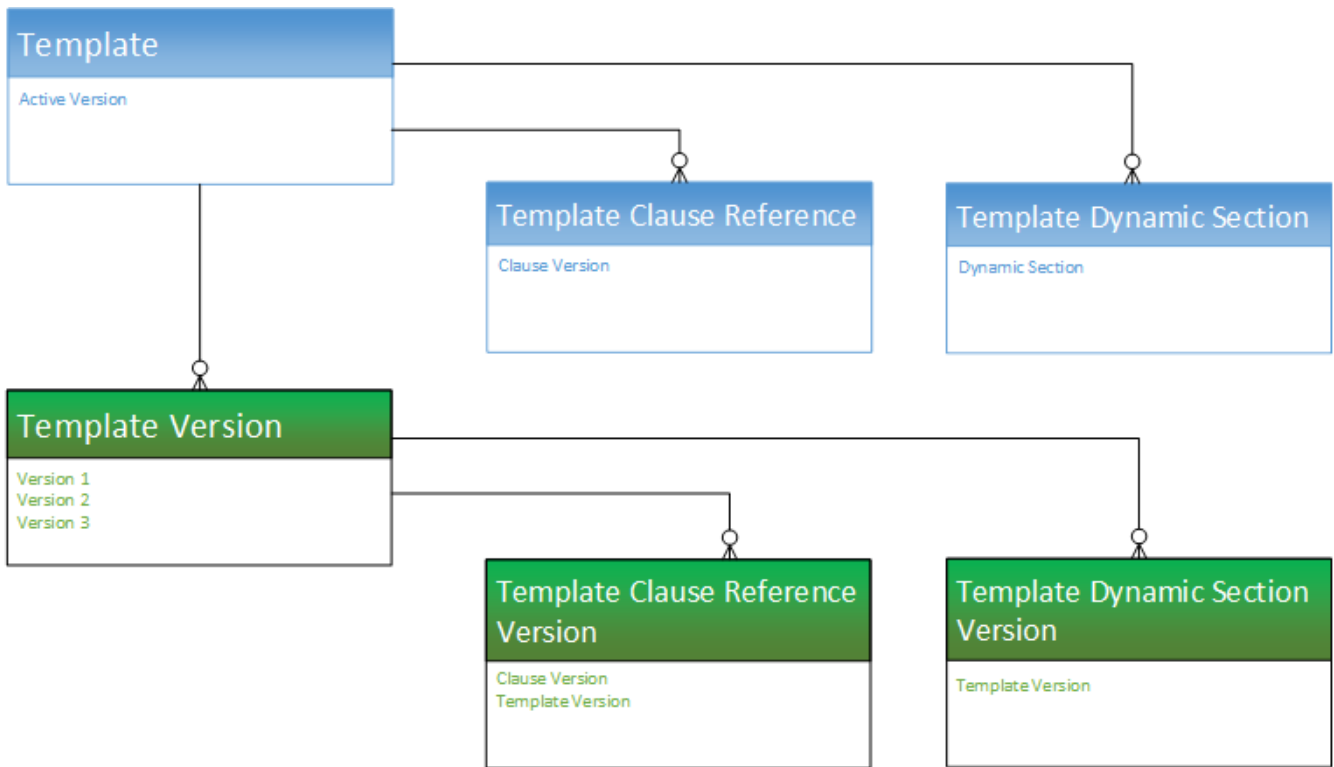 Template
Active Version
Template Clause Reference
Clause Version
Template Dynamic Section
Dynamic Section
Template Version
Version 1
Version 2
Version 3
Template Clause Reference
Version
Clause Version
Template Version
Template Dynamic Section
Version
Template Version